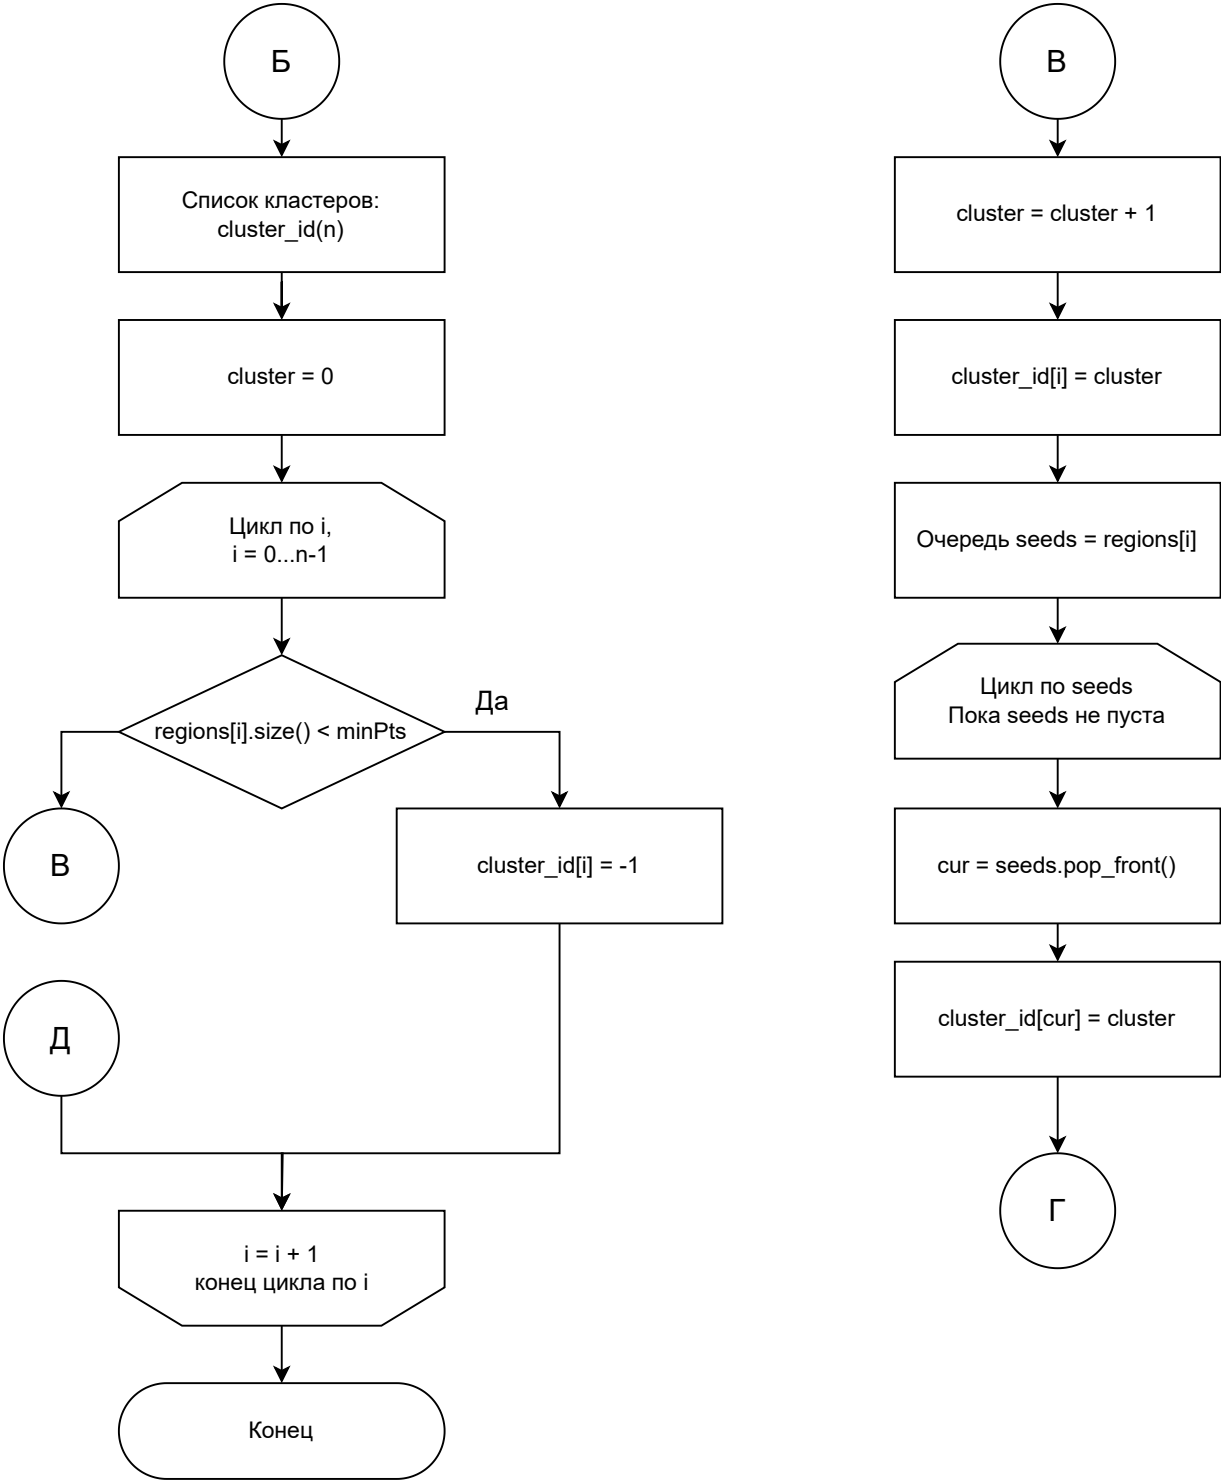 Б
Список кластеров:
cluster_id(n)
cluster = 0
Цикл по i,
i = 0...n-1
regions[i].size() < minPts
Да
В
cluster_id[i] = -1
Д
i = i + 1
конец цикла по i
Конец
В
cluster = cluster + 1
cluster_id[i] = cluster
Очередь seeds = regions[i]
Цикл по seeds
Пока seeds не пуста
cur = seeds.pop_front()
cluster_id[cur] = cluster
Г